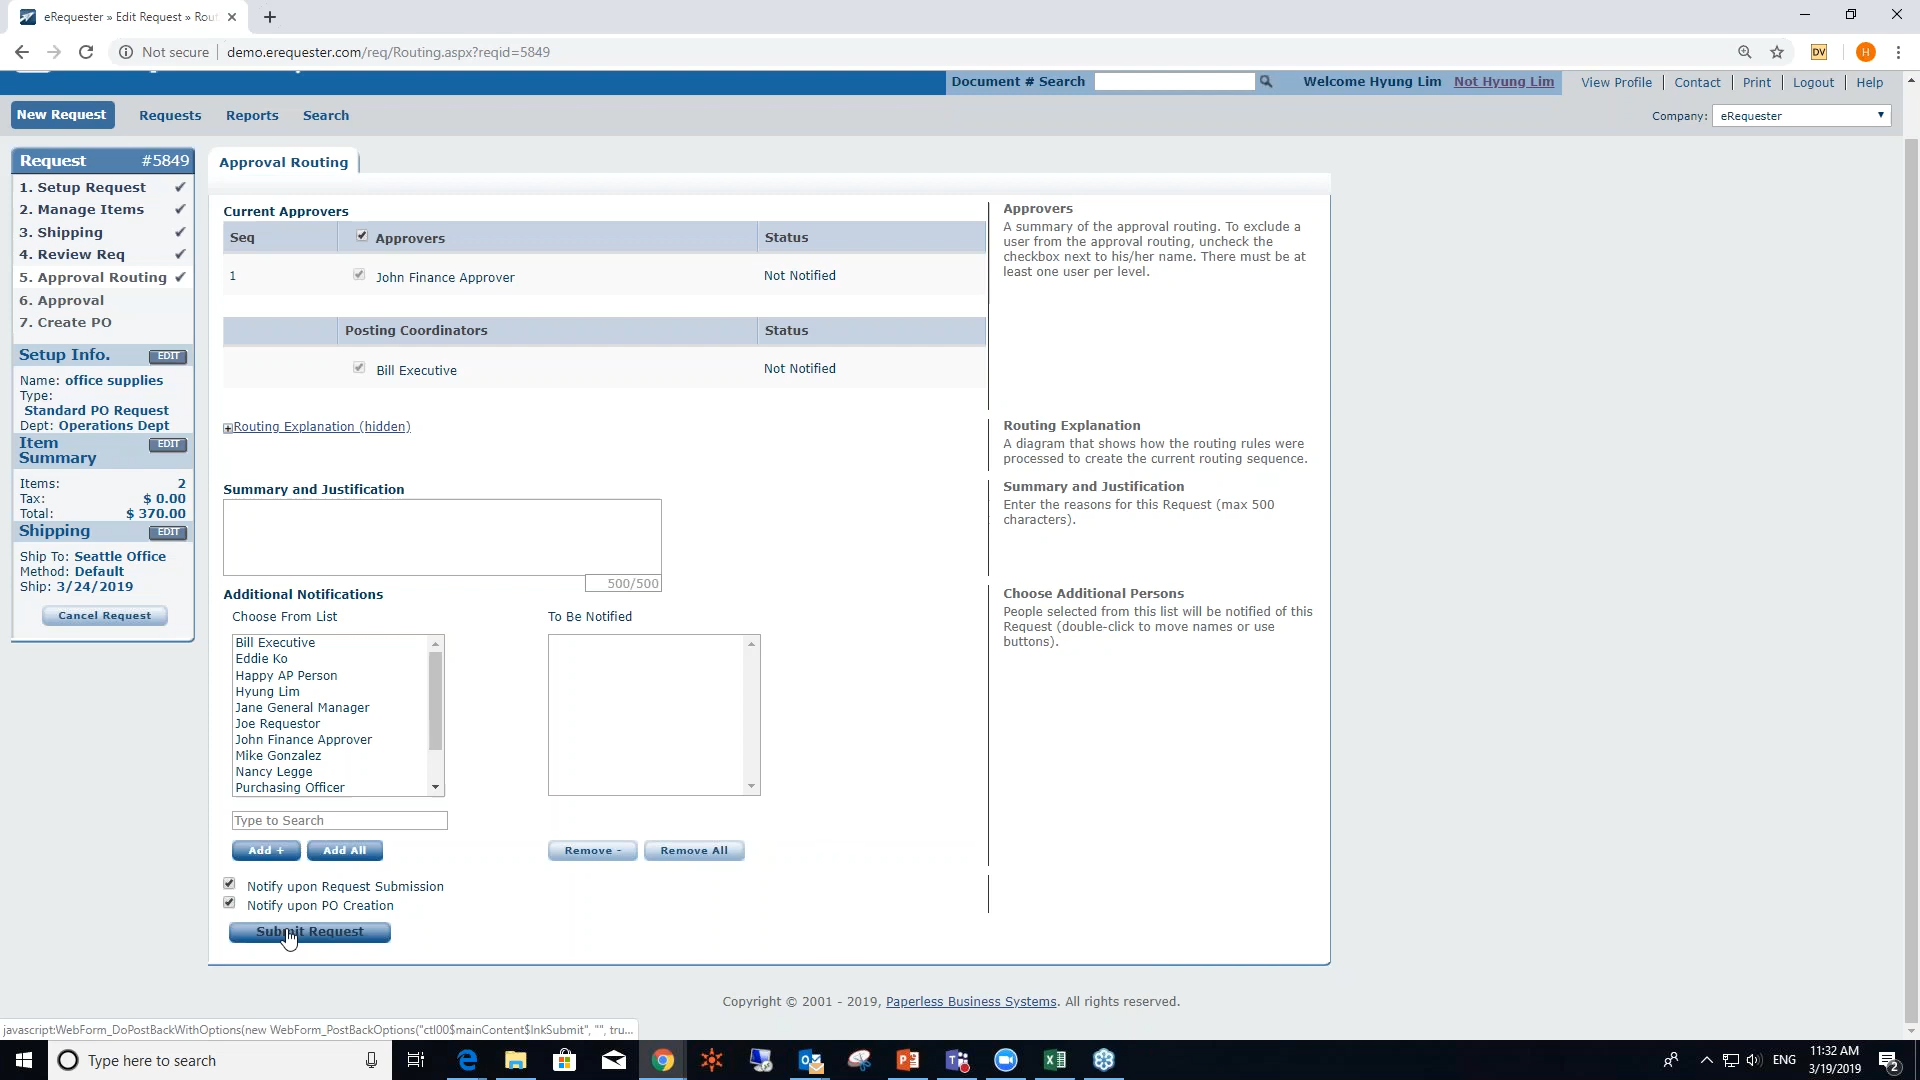 eRequester » Edit Request » Rou
Not secure
demo.erequester.com/req/Routing.aspx?reqid=5849
DV
H
Document # Search
Welcome Hyung Lim Not Hyung Lim
View Profile Contact Print Logout Help
New Request Requests Reports Search
Company: eRequester
Request #5849
1. Setup Request ✔
2. Manage Items ✔
3. Shipping ✔
4. Review Req ✔
5. Approval Routing ✔
6. Approval
7. Create PO
Setup Info. EDIT
Name: office supplies
Type:
Standard PO Request
Dept: Operations Dept
Item Summary EDIT
Items: 2
Tax: $ 0.00
Total: $ 370.00
Shipping EDIT
Ship To: Seattle Office
Method: Default
Ship: 3/24/2019
Cancel Request
Approval Routing
Current Approvers
Seq Approvers Status
1 John Finance Approver Not Notified
Posting Coordinators Status
Bill Executive Not Notified
Routing Explanation (hidden)
Summary and Justification
500/500
Additional Notifications
Choose From List To Be Notified
Bill Executive
Eddie Ko
Happy AP Person
Hyung Lim
Jane General Manager
Joe Requestor
John Finance Approver
Mike Gonzalez
Nancy Legge
Purchasing Officer
Type to Search
Add + Add All Remove - Remove All
Notify upon Request Submission
Notify upon PO Creation
Submit Request
Approvers
A summary of the approval routing. To exclude a
user from the approval routing, uncheck the
checkbox next to his/her name. There must be at
least one user per level.
Routing Explanation
A diagram that shows how the routing rules were
processed to create the current routing sequence.
Summary and Justification
Enter the reasons for this Request (max 500
characters).
Choose Additional Persons
People selected from this list will be notified of this
Request (double-click to move names or use
buttons).
Copyright © 2001 - 2019, Paperless Business Systems. All rights reserved.
javascript:WebForm_DoPostBackWithOptions(new WebForm_PostBackOptions("ctl00$mainContent$lnkSubmit", "", tru...
Type here to search
ENG
11:32 AM
3/19/2019
2